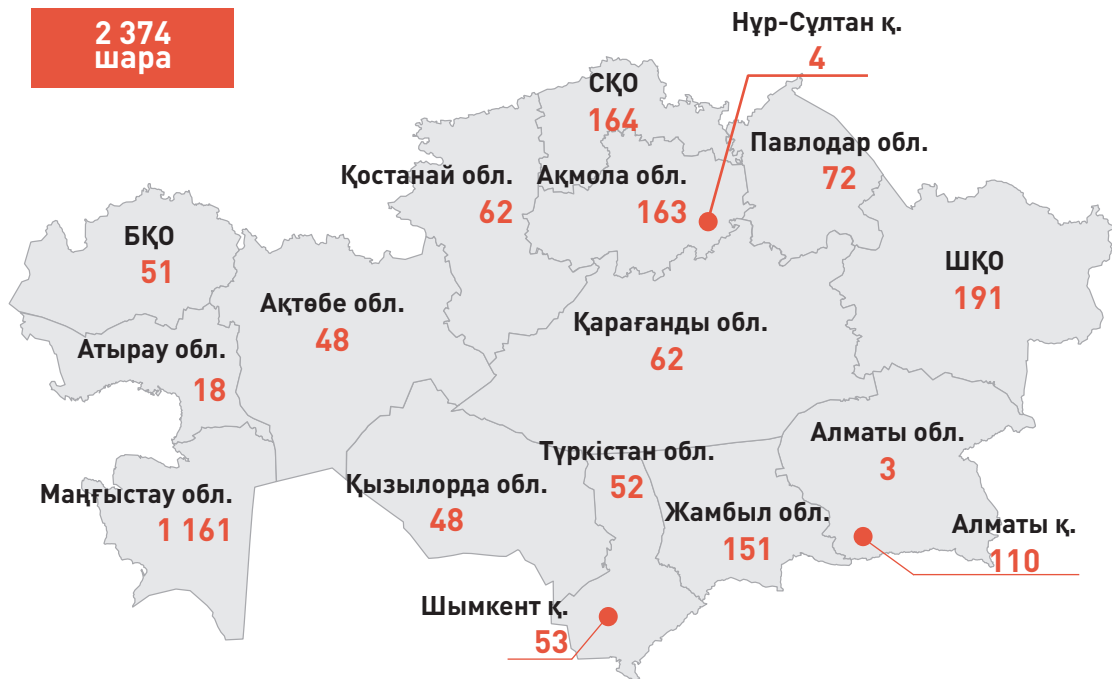 2 374
шара
Нұр-Сұлтан қ.
4
СҚО
164
Павлодар обл.
72
Қостанай обл.
62
Ақмола обл.
163
БҚО
51
ШҚО
191
Ақтөбе обл.
48
Қарағанды обл.
62
Атырау обл.
18
Алматы обл.
3
Түркістан обл.
52
Маңғыстау обл.
1 161
Қызылорда обл.
48
Жамбыл обл.
151
Алматы қ.
110
Шымкент қ.
53